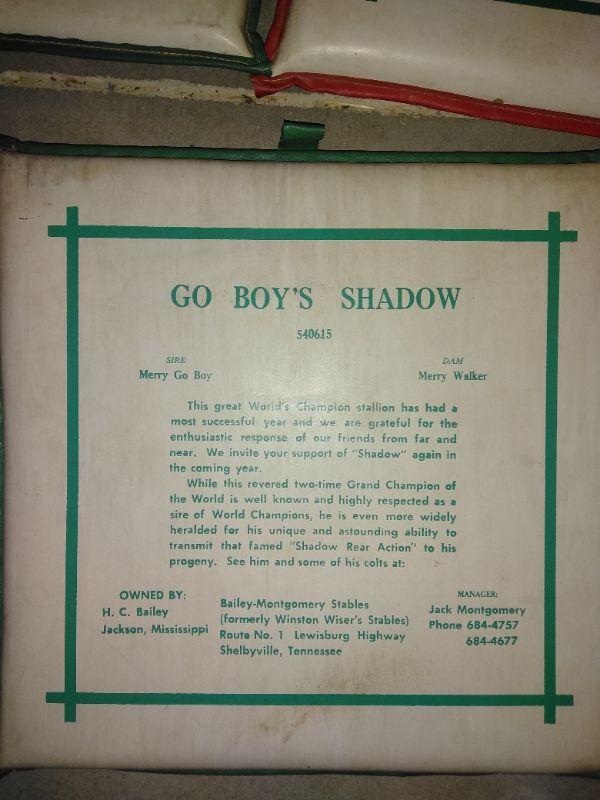 GO BOY'S SHADOW
540615
SIRE DAM
Merry Go Boy Merry Walker
This great World's Champion stallion has had a
most successful year and we are grateful for the
enthusiastic response of our friends from far and
near. We invite your support of "Shadow" again in
the coming year.
While this revered two-time Grand Champion of
the World is well known and highly respected as a
sire of World Champions, he is even more widely
heralded for his unique and astounding ability to
transmit that famed "Shadow Rear Action" to his
progeny. See him and some of his colts at:
OWNED BY:
H. C. Bailey
Jackson, Mississippi
Bailey-Montgomery Stables
(formerly Winston Wiser's Stables)
Route No. 1 Lewisburg Highway
Shelbyville, Tennessee
MANAGER:
Jack Montgomery
Phone 684-4757
684-4677